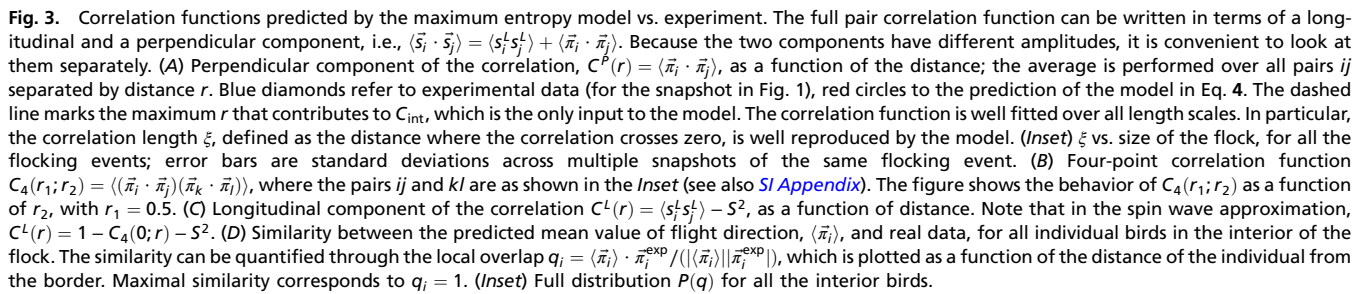 Fig. 3. Correlation functions predicted by the maximum entropy model vs. experiment. The full pair correlation function can be written in terms of a long-
itudinal and a perpendicular component, i.e., ⟨s⃗ᵢ · s⃗ⱼ⟩ = ⟨sᵢᴸsⱼᴸ⟩ + ⟨π⃗ᵢ · π⃗ⱼ⟩. Because the two components have different amplitudes, it is convenient to look at
them separately. (A) Perpendicular component of the correlation, Cᴾ(r) = ⟨π⃗ᵢ · π⃗ⱼ⟩, as a function of the distance; the average is performed over all pairs ij
separated by distance r. Blue diamonds refer to experimental data (for the snapshot in Fig. 1), red circles to the prediction of the model in Eq. 4. The dashed
line marks the maximum r that contributes to C_int, which is the only input to the model. The correlation function is well fitted over all length scales. In particular,
the correlation length ξ, defined as the distance where the correlation crosses zero, is well reproduced by the model. (Inset) ξ vs. size of the flock, for all the
flocking events; error bars are standard deviations across multiple snapshots of the same flocking event. (B) Four-point correlation function
C₄(r₁; r₂) = ⟨(π⃗ᵢ · π⃗ⱼ)(π⃗ₖ · π⃗ₗ)⟩, where the pairs ij and kl are as shown in the Inset (see also SI Appendix). The figure shows the behavior of C₄(r₁; r₂) as a function
of r₂, with r₁ = 0.5. (C) Longitudinal component of the correlation Cᴸ(r) = ⟨sᵢᴸsⱼᴸ⟩ − S², as a function of distance. Note that in the spin wave approximation,
Cᴸ(r) = 1 − C₄(0; r) − S². (D) Similarity between the predicted mean value of flight direction, ⟨π⃗ᵢ⟩, and real data, for all individual birds in the interior of the
flock. The similarity can be quantified through the local overlap qᵢ = ⟨π⃗ᵢ⟩ · π⃗ᵢᵉˣᵖ/(|⟨π⃗ᵢ⟩||π⃗ᵢᵉˣᵖ|), which is plotted as a function of the distance of the individual from
the border. Maximal similarity corresponds to qᵢ = 1. (Inset) Full distribution P(q) for all the interior birds.